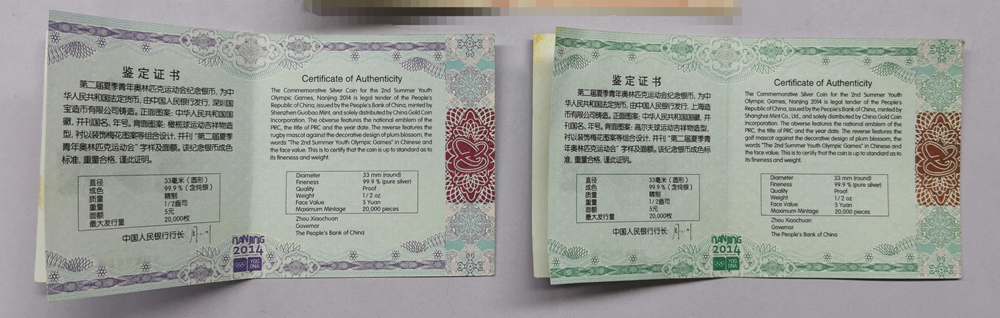 鉴定证书
第二届夏季青年奥林匹克运动会纪念银币，为中
华人民共和国法定货币，由中国人民银行发行，深圳国
宝造币有限公司铸造。正面图案：中华人民共和国国
徽，并刊国名、年号。背面图案：橄榄球运动吉祥物造
型，衬以装饰梅花图案等组合设计，并刊“第二届夏季
青年奥林匹克运动会”字样及面额。该纪念银币成色
标准，重量合格，谨此证明。
直径 33毫米（圆形）
成色 99.9％（含纯银）
质量 精制
重量 1/2盎司
面额 5元
最大发行量 20,000枚
中国人民银行行长
Certificate of Authenticity
The Commemorative Silver Coin for the 2nd Summer Youth
Olympic Games, Nanjing 2014 is legal tender of the People's
Republic of China, issued by the People's Bank of China, minted by
Shenzhen Guobao Mint, and solely distributed by China Gold Coin
Incorporation. The obverse features the national emblem of the
PRC, the title of PRC and the year date. The reverse features the
rugby mascot against the decorative design of plum blossom, the
words "The 2nd Summer Youth Olympic Games" in Chinese and
the face value. This is to certify that the coin is up to standard as to
its fineness and weight.
Diameter 33 mm (round)
Fineness 99.9 % (pure silver)
Quality Proof
Weight 1/2 oz
Face Value 5 Yuan
Maximum Mintage 20,000 pieces
Zhou Xiaochuan
Governor
The People's Bank of China
NANJING
2014
YOG
DNA
鉴定证书
第二届夏季青年奥林匹克运动会纪念银币，为中
华人民共和国法定货币，由中国人民银行发行，上海造
币有限公司铸造。正面图案：中华人民共和国国徽，并
刊国名、年号。背面图案：高尔夫球运动吉祥物造型，
衬以装饰梅花图案等组合设计，并刊“第二届夏季青
年奥林匹克运动会”字样及面额。该纪念银币成色标
准，重量合格，谨此证明。
直径 33毫米（圆形）
成色 99.9％（含纯银）
质量 精制
重量 1/2盎司
面额 5元
最大发行量 20,000枚
中国人民银行行长
Certificate of Authenticity
The Commemorative Silver Coin for the 2nd Summer Youth
Olympic Games, Nanjing 2014 is legal tender of the People's
Republic of China, issued by the People's Bank of China, minted by
Shanghai Mint Co., Ltd., and solely distributed by China Gold Coin
Incorporation. The obverse features the national emblem of the
PRC, the title of PRC and the year date. The reverse features the
golf mascot against the decorative design of plum blossom, the
words "The 2nd Summer Youth Olympic Games" in Chinese and
the face value. This is to certify that the coin is up to standard as to
its fineness and weight.
Diameter 33 mm (round)
Fineness 99.9 % (pure silver)
Quality Proof
Weight 1/2 oz
Face Value 5 Yuan
Maximum Mintage 20,000 pieces
Zhou Xiaochuan
Governor
The People's Bank of China
NANJING
2014
YOG
DNA